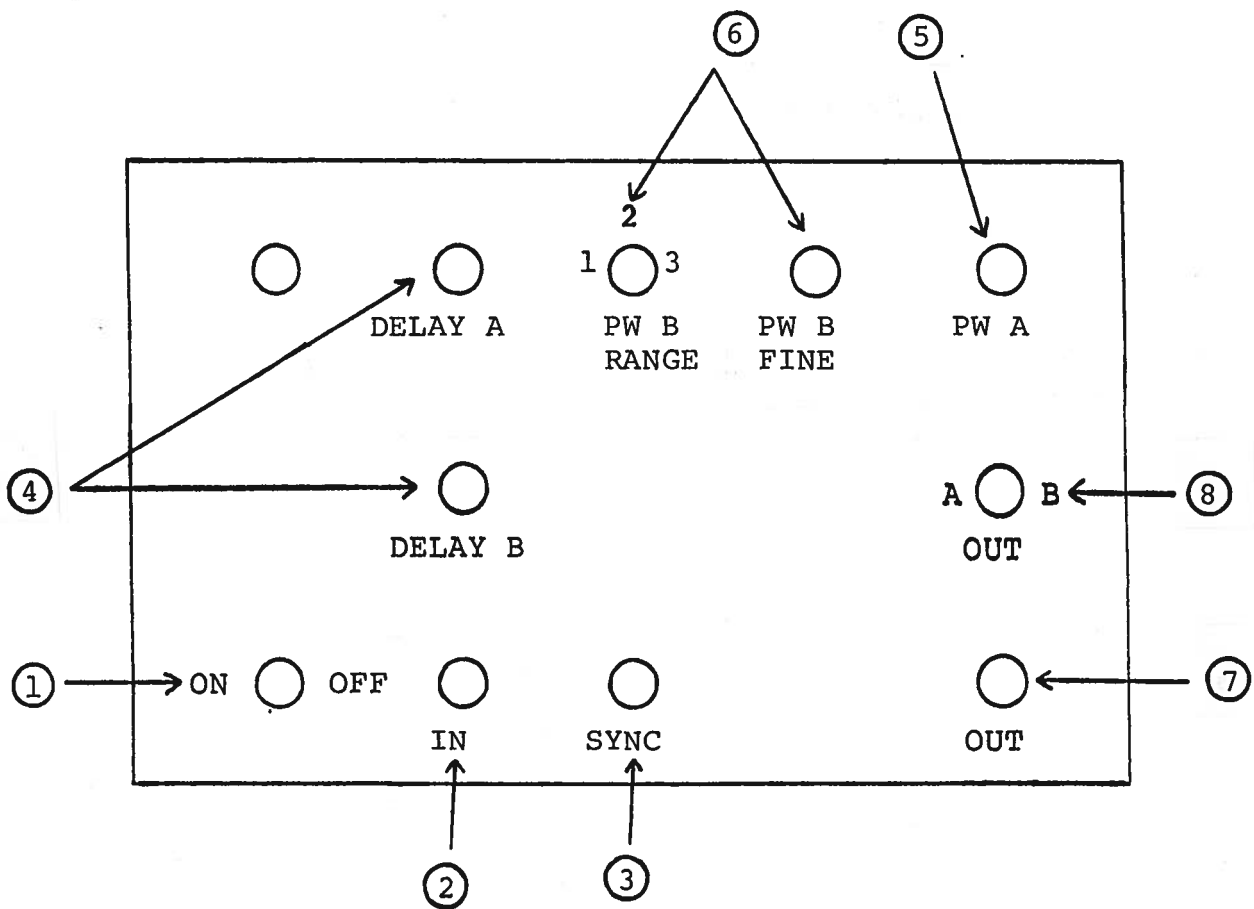 6 5
2
1 3
DELAY A PW B PW B PW A
RANGE FINE
4 A B 8
DELAY B OUT
1 ON OFF 7
IN SYNC OUT
2 3